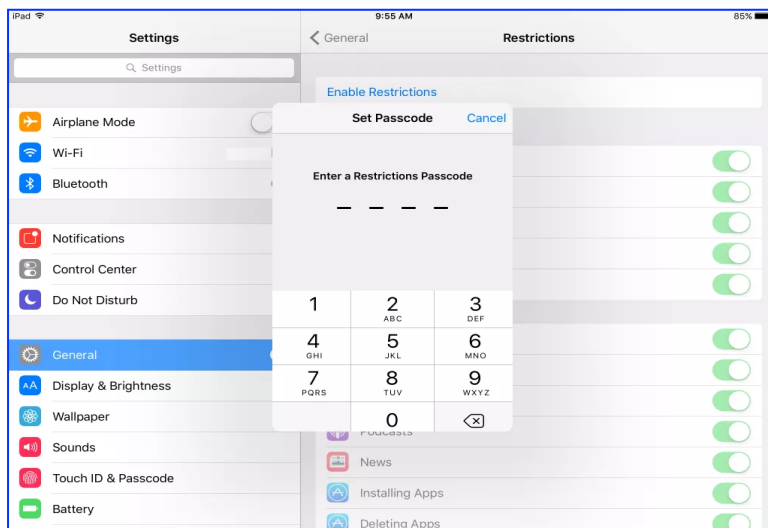 iPad 9:55 AM 85%
Settings
General Restrictions
Settings
Enable Restrictions
Airplane Mode
Wi-Fi
Bluetooth
Notifications
Control Center
Do Not Disturb
General
Display & Brightness
Wallpaper
Sounds
Touch ID & Passcode
Battery
Set Passcode Cancel
Enter a Restrictions Passcode
1 2 3
ABC DEF
4 5 6
GHI JKL MNO
7 8 9
PQRS TUV WXYZ
0
Podcasts
News
Installing Apps
Deleting Apps
AA